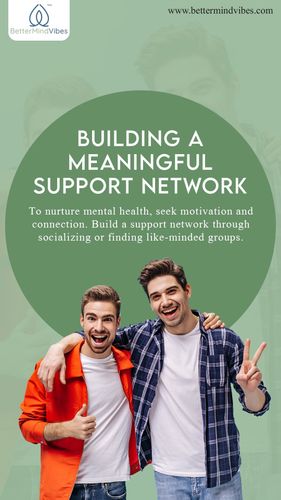 www.bettermindvibes.com
BetterMindVibes
BUILDING A
MEANINGFUL
SUPPORT NETWORK
To nurture mental health, seek motivation and
connection. Build a support network through
socializing or finding like-minded groups.